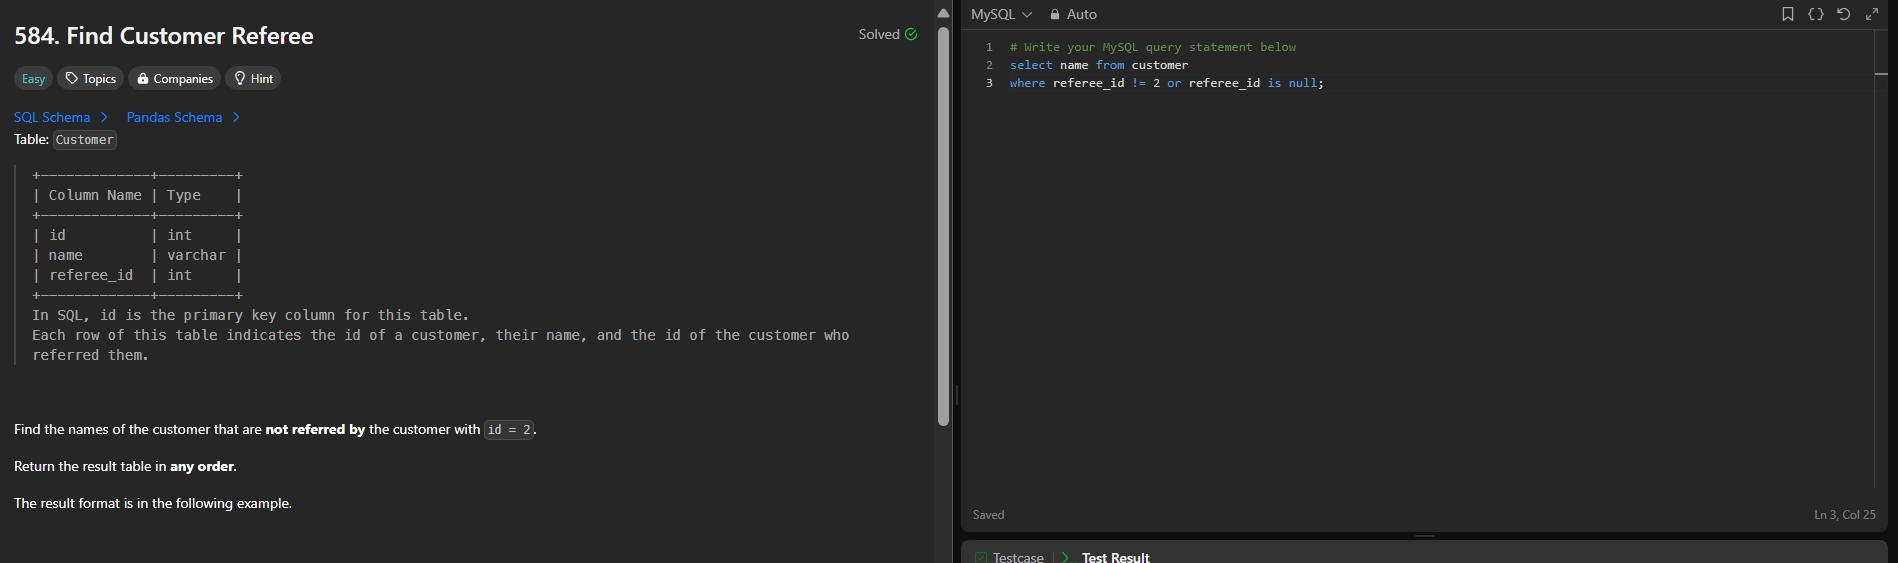 584. Find Customer Referee
Solved
Easy Topics Companies Hint
SQL Schema > Pandas Schema >
Table: Customer
+-------------+---------+
| Column Name | Type    |
+-------------+---------+
| id          | int     |
| name        | varchar |
| referee_id  | int     |
+-------------+---------+
In SQL, id is the primary key column for this table.
Each row of this table indicates the id of a customer, their name, and the id of the customer who
referred them.
Find the names of the customer that are not referred by the customer with id = 2.
Return the result table in any order.
The result format is in the following example.
MySQL Auto
1 # Write your MySQL query statement below
2 select name from customer
3 where referee_id != 2 or referee_id is null;
Saved
Ln 3, Col 25
Testcase Test Result